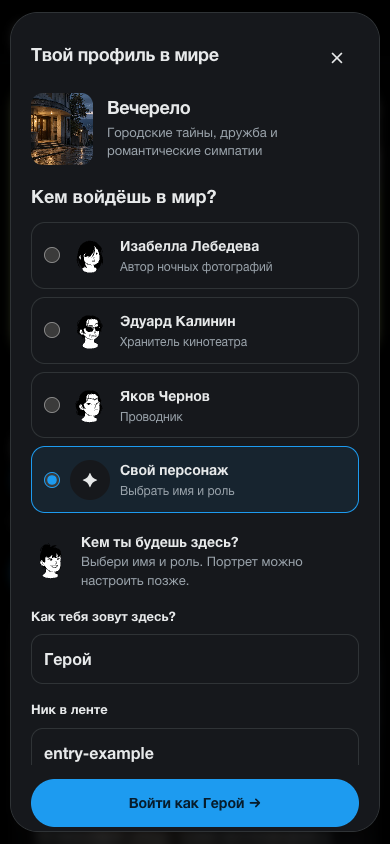 Твой профиль в мире
Вечерело
Городские тайны, дружба и
романтические симпатии
Кем войдёшь в мир?
Изабелла Лебедева
Автор ночных фотографий
Эдуард Калинин
Хранитель кинотеатра
Яков Чернов
Проводник
Свой персонаж
Выбрать имя и роль
Кем ты будешь здесь?
Выбери имя и роль. Портрет можно
настроить позже.
Как тебя зовут здесь?
Герой
Ник в ленте
entry-example
Войти как Герой →